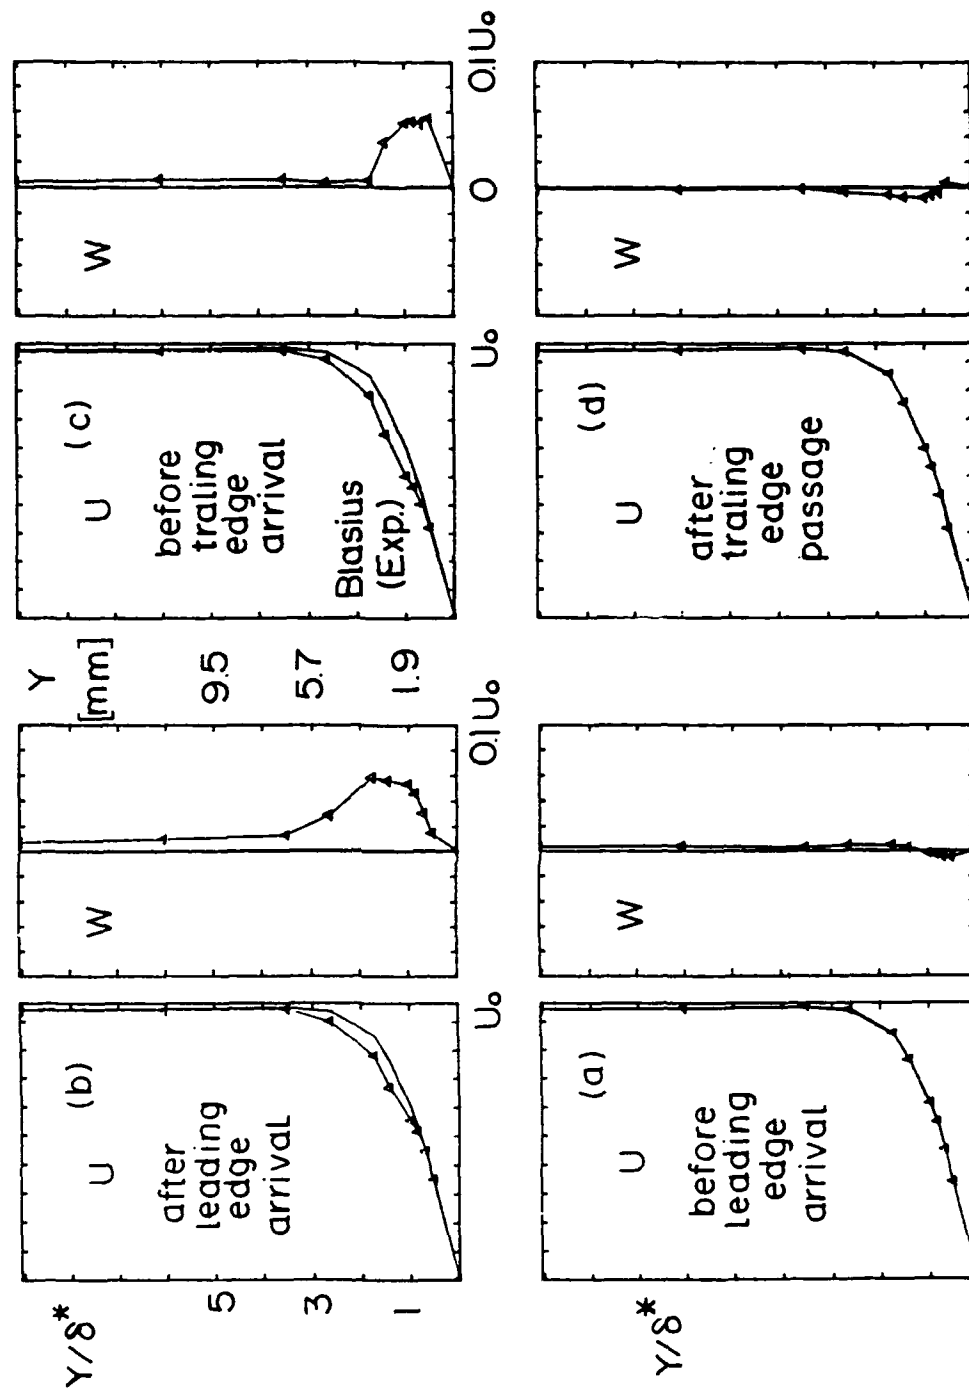 Y/δ*
5
3
1
U (b)
after
leading
edge
arrival
U₀
W
0.1U₀
Y
[mm]
9.5
5.7
1.9
U (c)
before
traling
edge
arrival
Blasius
(Exp.)
U₀
W
0
0.1U₀
Y/δ*
U (a)
before
leading
edge
arrival
W
U (d)
after
traling
edge
passage
W